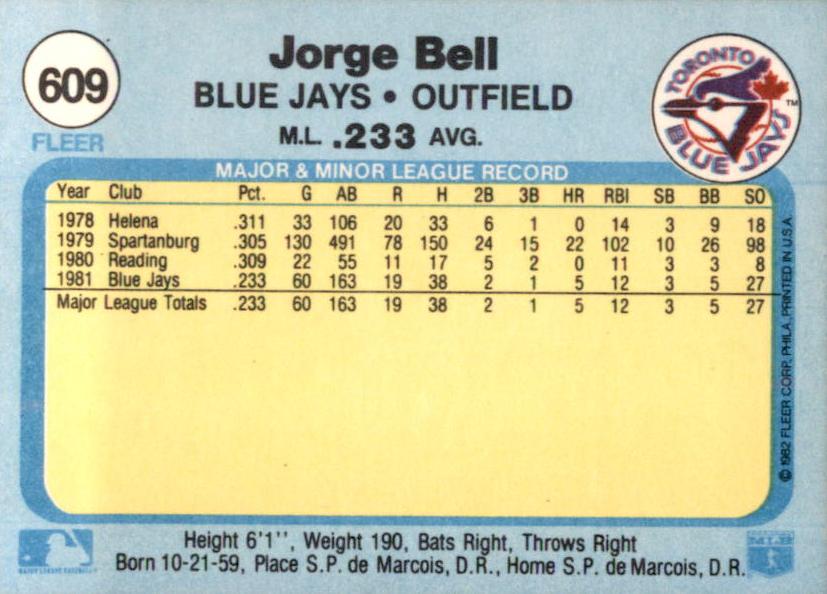 609
FLEER
Jorge Bell
BLUE JAYS • OUTFIELD
M.L. .233 AVG.
TORONTO
BLUE JAYS
TM
MAJOR & MINOR LEAGUE RECORD
Year Club Pct. G AB R H 2B 3B HR RBI SB BB SO
1978 Helena .311 33 106 20 33 6 1 0 14 3 9 18
1979 Spartanburg .305 130 491 78 150 24 15 22 102 10 26 98
1980 Reading .309 22 55 11 17 5 2 0 11 3 3 8
1981 Blue Jays .233 60 163 19 38 2 1 5 12 3 5 27
Major League Totals .233 60 163 19 38 2 1 5 12 3 5 27
© 1982 FLEER CORP. PHILA., PRINTED IN U.S.A.
MAJOR LEAGUE BASEBALL
Height 6'1'', Weight 190, Bats Right, Throws Right
Born 10-21-59, Place S.P. de Marcois, D.R., Home S.P. de Marcois, D.R.